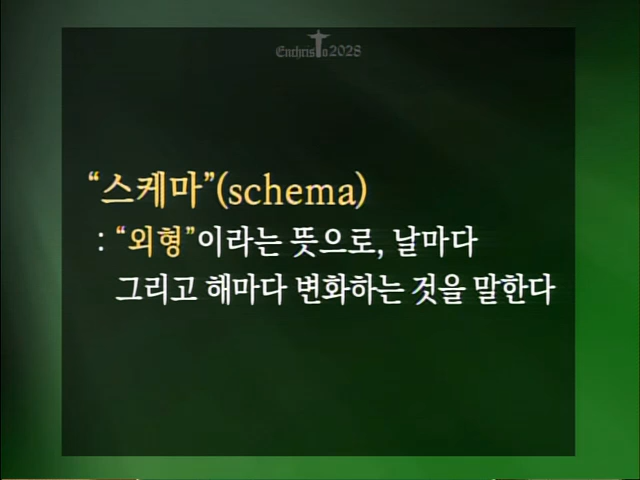 Enthristo2028
“스케마”(schema)
: “외형”이라는 뜻으로, 날마다
그리고 해마다 변화하는 것을 말한다